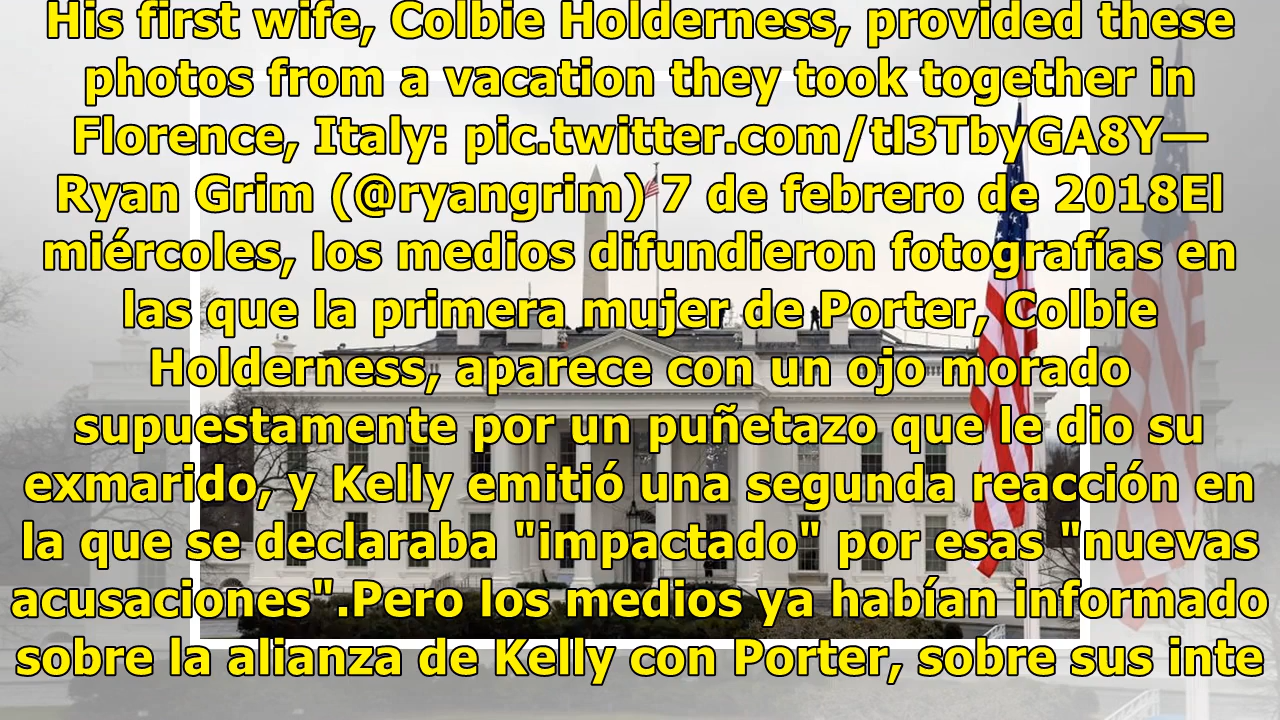 His first wife, Colbie Holderness, provided these
photos from a vacation they took together in
Florence, Italy: pic.twitter.com/tl3TbyGA8Y—
Ryan Grim (@ryangrim) 7 de febrero de 2018El
miércoles, los medios difundieron fotografías en
las que la primera mujer de Porter, Colbie
Holderness, aparece con un ojo morado
supuestamente por un puñetazo que le dio su
exmarido, y Kelly emitió una segunda reacción en
la que se declaraba "impactado" por esas "nuevas
acusaciones".Pero los medios ya habían informado
sobre la alianza de Kelly con Porter, sobre sus inte